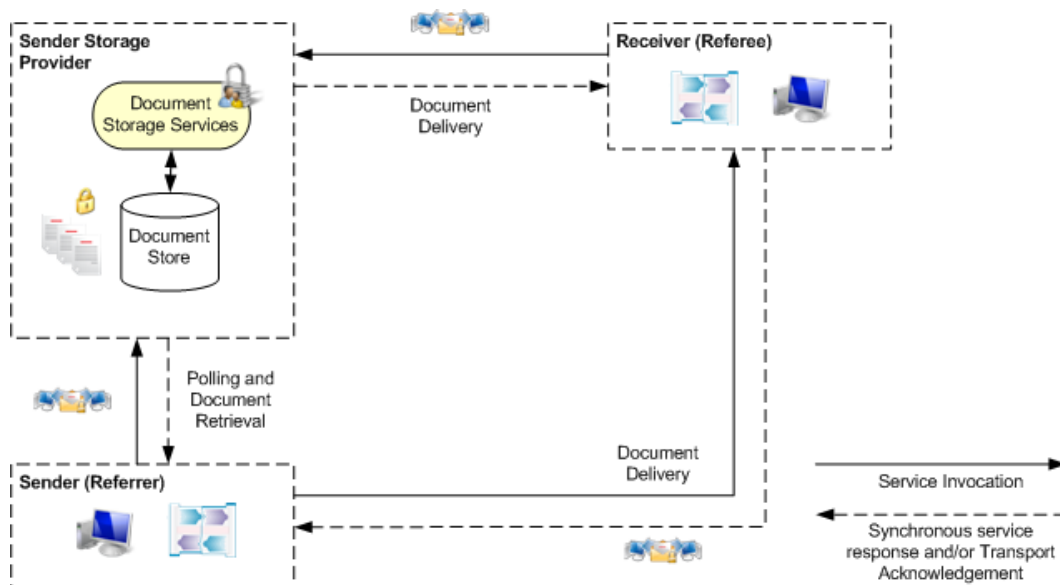 Sender Storage
Provider
Document
Storage Services
Document
Store
Receiver (Referee)
Document
Delivery
Polling and
Document
Retrieval
Sender (Referrer)
Document
Delivery
Service Invocation
Synchronous service
response and/or Transport
Acknowledgement